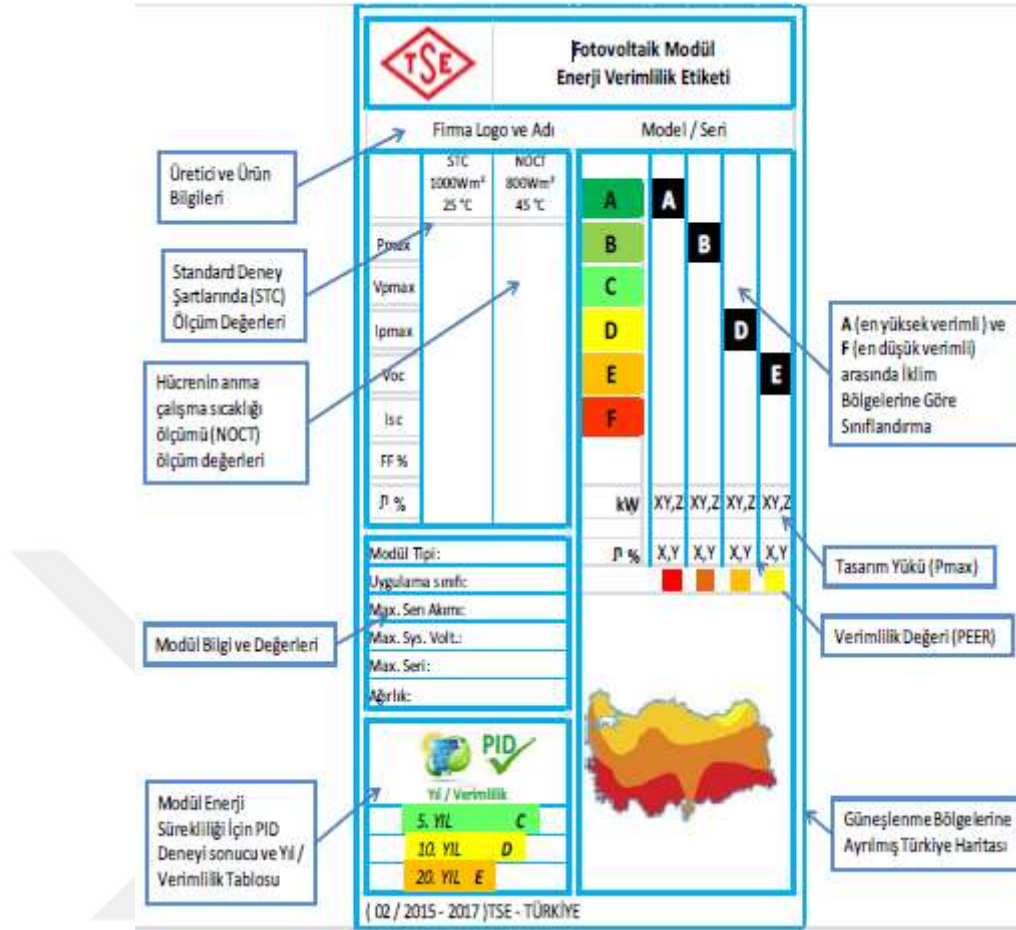 TSE
Fotovoltaik Modül
Enerji Verimlilik Etiketi
Firma Logo ve Adı
Model / Seri
Üretici ve Ürün
Bilgileri
STC
1000Wm²
25 °C
NOCT
800Wm²
45 °C
Pmax
Vpmax
Ipmax
Voc
Isc
FF %
Ƞ %
Standard Deney
Şartlarında (STC)
Ölçüm Değerleri
Hücrenin anma
çalışma sıcaklığı
ölçümü (NOCT)
ölçüm değerleri
A
B
C
D
E
F
A
B
D
E
kW XY,Z XY,Z XY,Z XY,Z
Ƞ % X,Y X,Y X,Y X,Y
A (en yüksek verimli ) ve
F (en düşük verimli)
arasında İklim
Bölgelerine Göre
Sınıflandırma
Tasarım Yükü (Pmax)
Verimlilik Değeri (PEER)
Modül Tipi:
Uygulama sınıfı:
Max. Seri Akımı:
Max. Sys. Volt.:
Max. Seri:
Ağırlık:
Modül Bilgi ve Değerleri
PID
Yıl / Verimlilik
5. YIL C
10. YIL D
20. YIL E
Modül Enerji
Sürekliliği İçin PID
Deneyi sonucu ve Yıl /
Verimlilik Tablosu
Güneşlenme Bölgelerine
Ayrılmış Türkiye Haritası
( 02 / 2015 - 2017 )TSE - TÜRKİYE